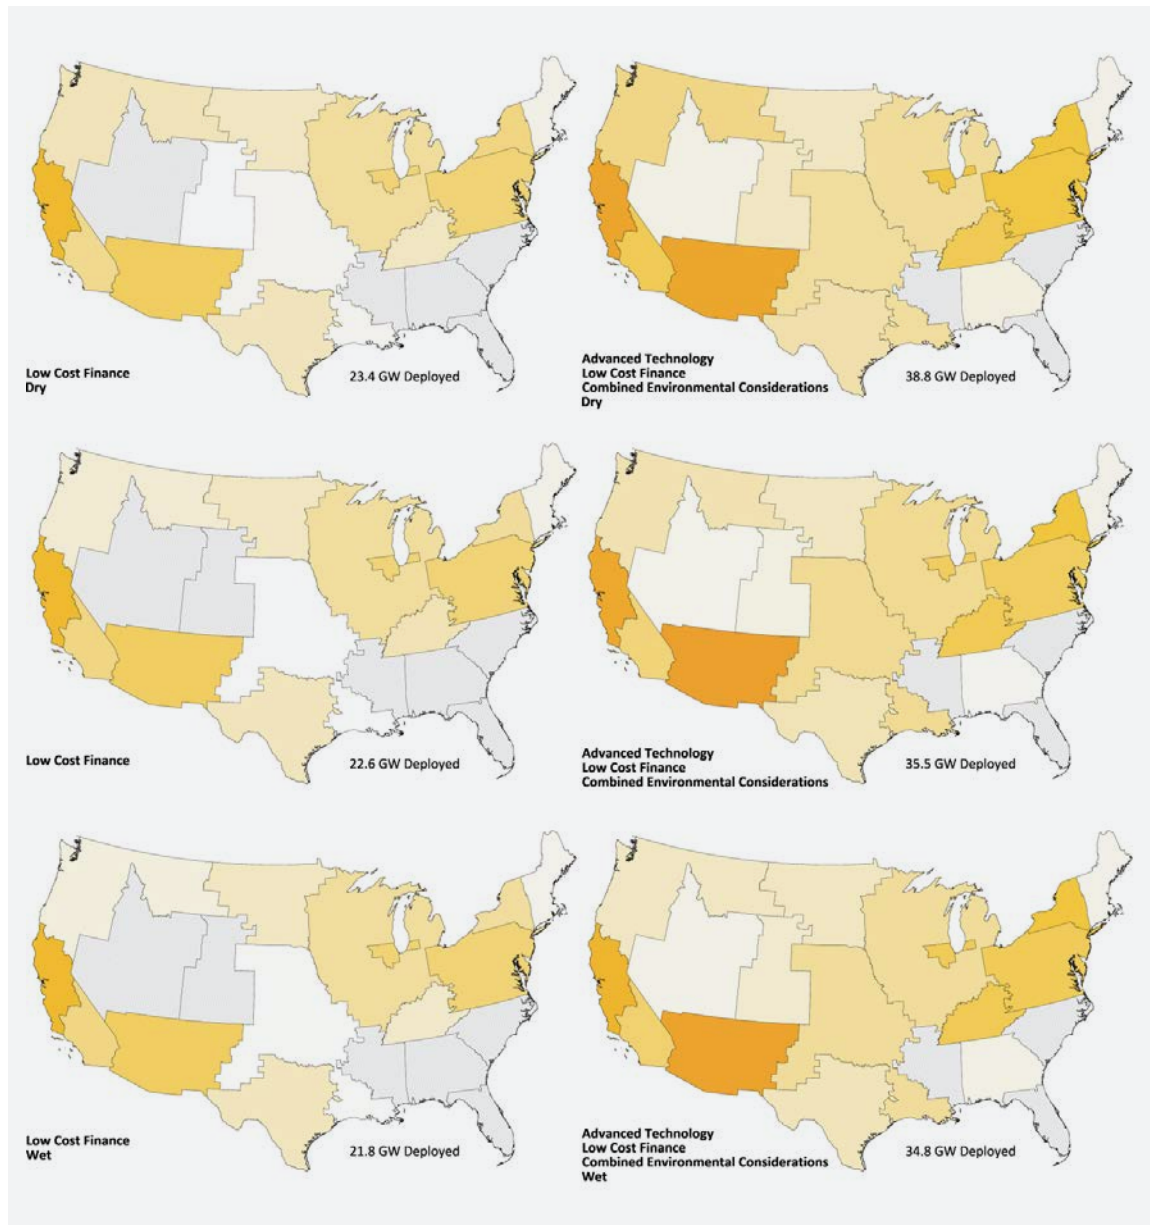 Low Cost Finance
Dry
23.4 GW Deployed
Advanced Technology
Low Cost Finance
Combined Environmental Considerations
Dry
38.8 GW Deployed
Low Cost Finance
22.6 GW Deployed
Advanced Technology
Low Cost Finance
Combined Environmental Considerations
35.5 GW Deployed
Low Cost Finance
Wet
21.8 GW Deployed
Advanced Technology
Low Cost Finance
Combined Environmental Considerations
Wet
34.8 GW Deployed